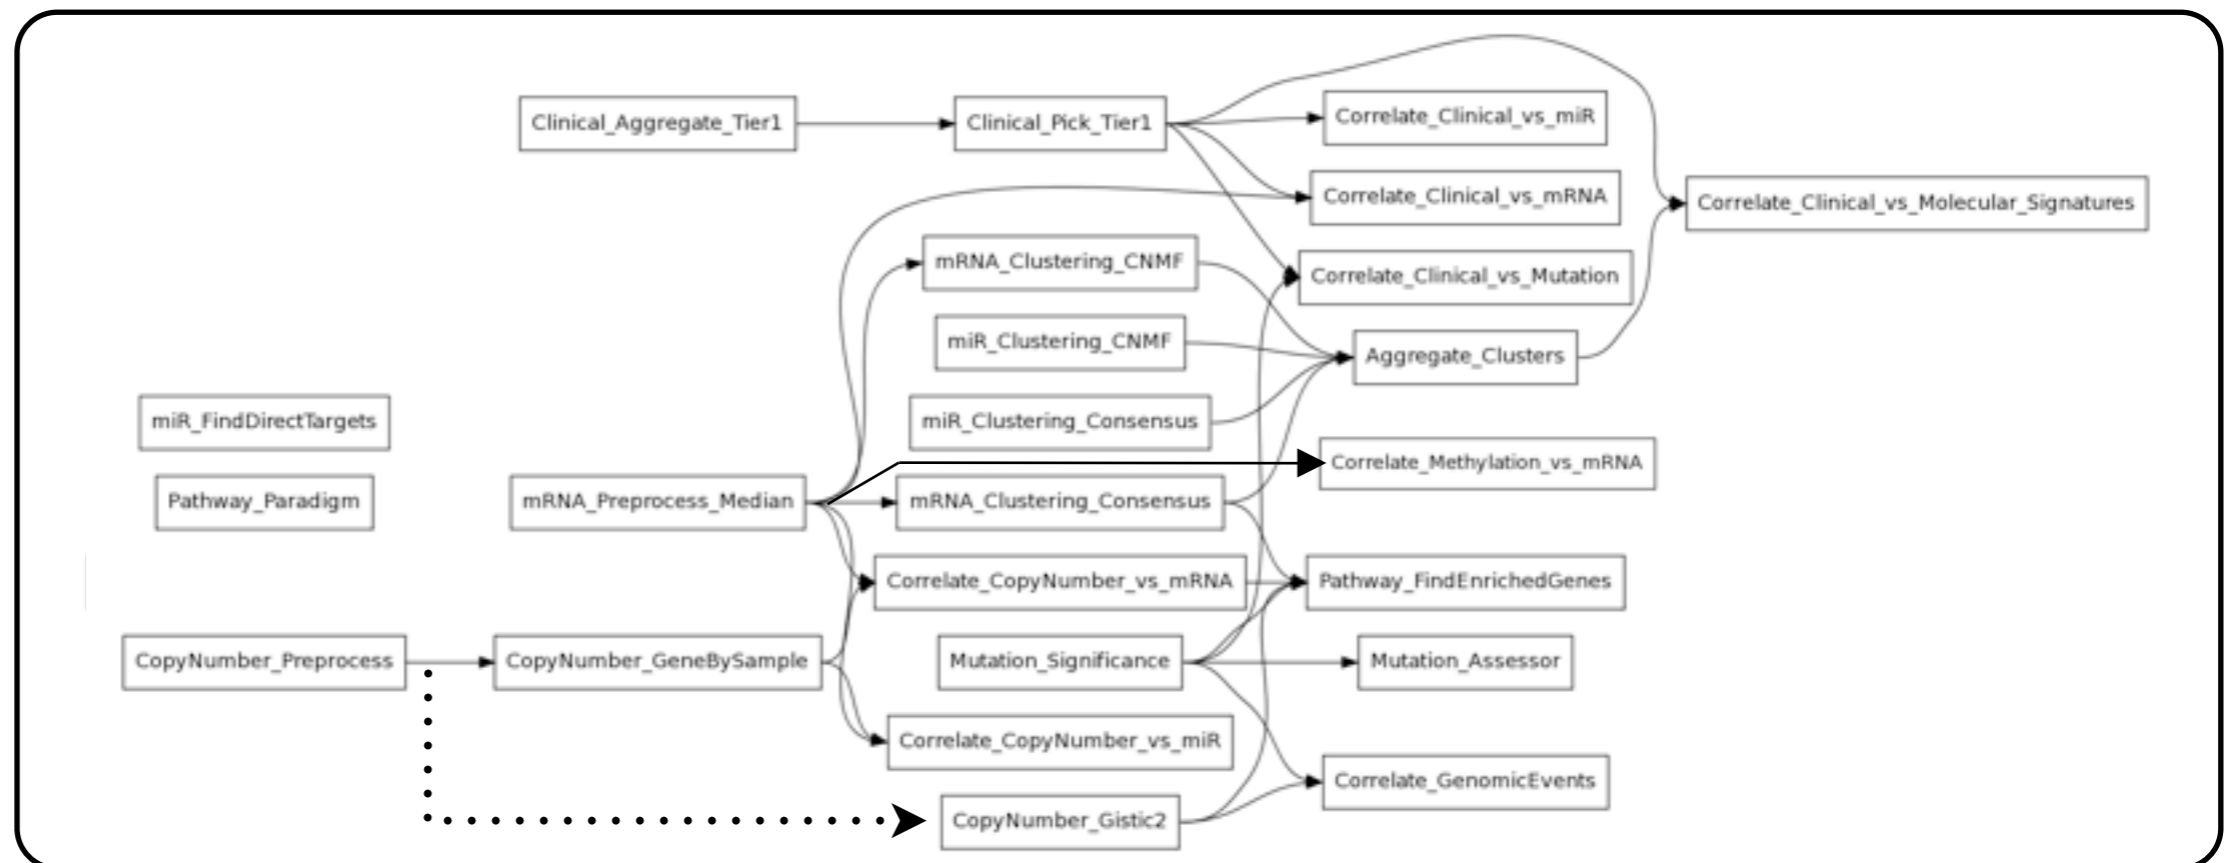 Clinical_Aggregate_Tier1
Clinical_Pick_Tier1
Correlate_Clinical_vs_miR
Correlate_Clinical_vs_mRNA
Correlate_Clinical_vs_Molecular_Signatures
mRNA_Clustering_CNMF
Correlate_Clinical_vs_Mutation
miR_Clustering_CNMF
Aggregate_Clusters
miR_FindDirectTargets
miR_Clustering_Consensus
Correlate_Methylation_vs_mRNA
Pathway_Paradigm
mRNA_Preprocess_Median
mRNA_Clustering_Consensus
Correlate_CopyNumber_vs_mRNA
Pathway_FindEnrichedGenes
CopyNumber_Preprocess
CopyNumber_GeneBySample
Mutation_Significance
Mutation_Assessor
Correlate_CopyNumber_vs_miR
Correlate_GenomicEvents
CopyNumber_Gistic2